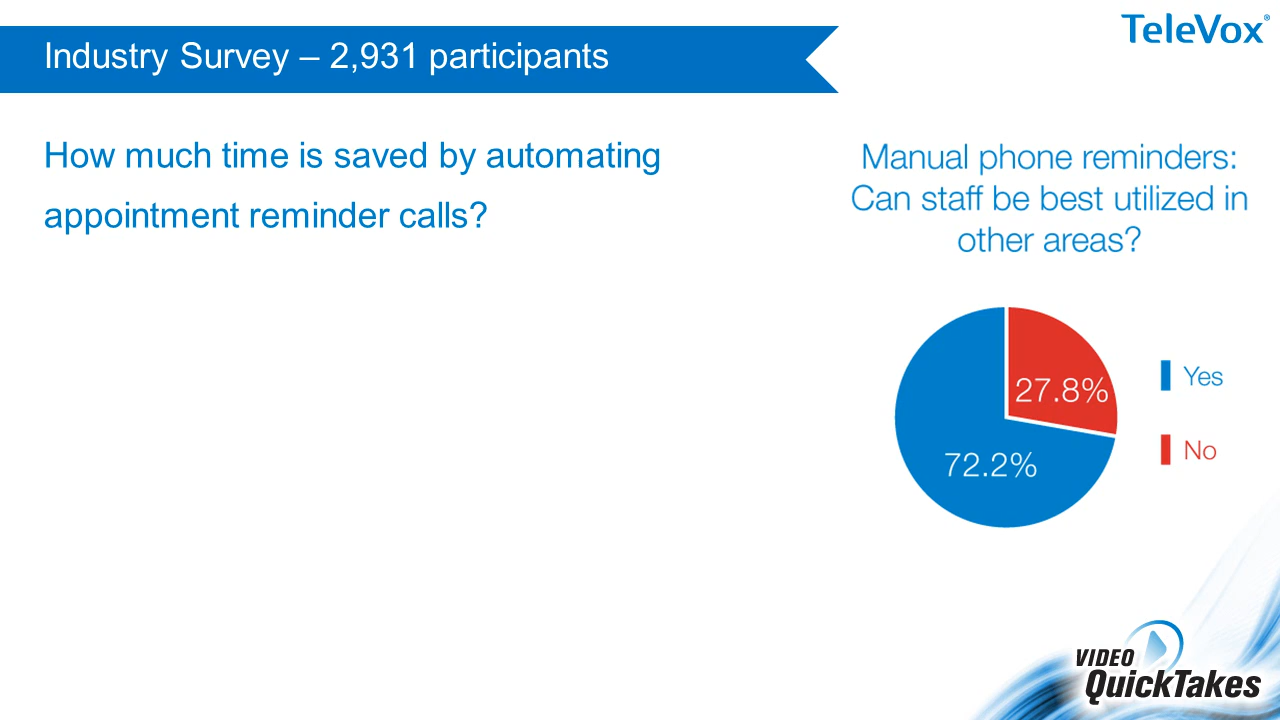 Industry Survey – 2,931 participants
TeleVox®
How much time is saved by automating
appointment reminder calls?
Manual phone reminders:
Can staff be best utilized in
other areas?
27.8%
72.2%
Yes
No
VIDEO
QuickTakes